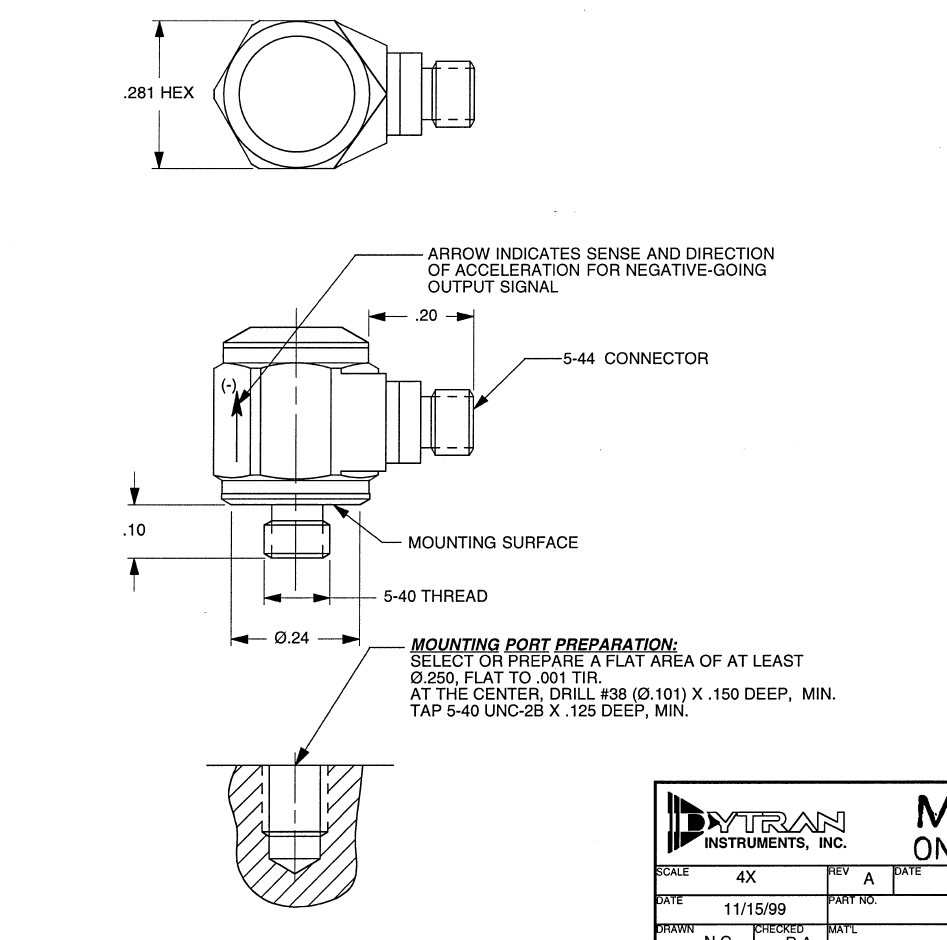 .281 HEX
ARROW INDICATES SENSE AND DIRECTION
OF ACCELERATION FOR NEGATIVE-GOING
OUTPUT SIGNAL
.20
5-44 CONNECTOR
(-)
.10
MOUNTING SURFACE
5-40 THREAD
Ø.24
MOUNTING PORT PREPARATION:
SELECT OR PREPARE A FLAT AREA OF AT LEAST
Ø.250, FLAT TO .001 TIR.
AT THE CENTER, DRILL #38 (Ø.101) X .150 DEEP, MIN.
TAP 5-40 UNC-2B X .125 DEEP, MIN.
DYTRAN
INSTRUMENTS, INC.
SCALE 4X REV A DATE
DATE 11/15/99 PART NO.
DRAWN CHECKED MAT'L